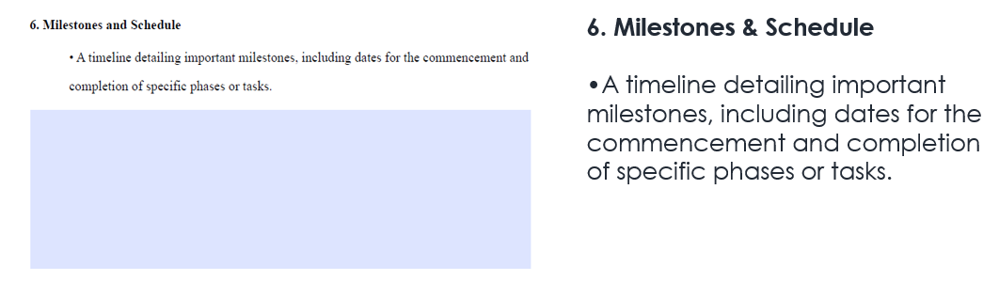 6. Milestones and Schedule
• A timeline detailing important milestones, including dates for the commencement and
completion of specific phases or tasks.
6. Milestones & Schedule
•A timeline detailing important
milestones, including dates for the
commencement and completion
of specific phases or tasks.